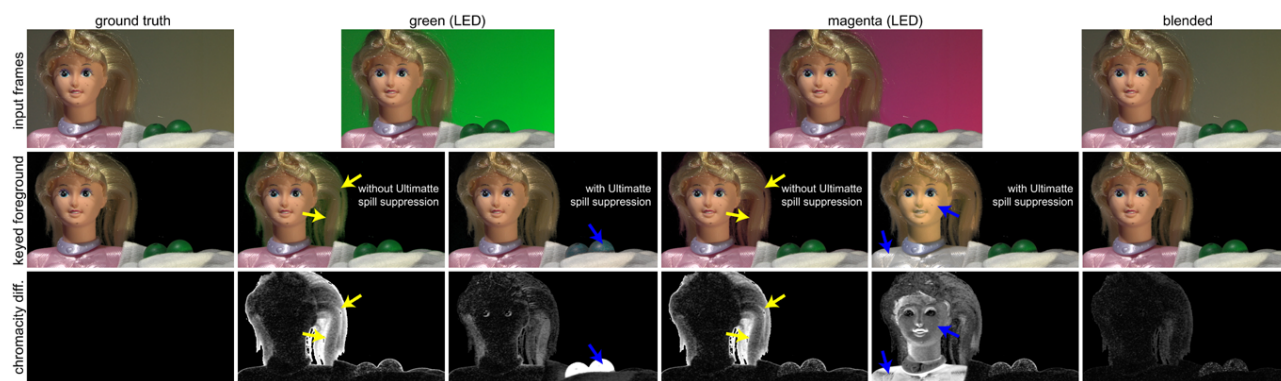 ground truth
green (LED)
magenta (LED)
blended
input frames
keyed foreground
without Ultimatte
spill suppression
with Ultimatte
spill suppression
without Ultimatte
spill suppression
with Ultimatte
spill suppression
chromacity diff.